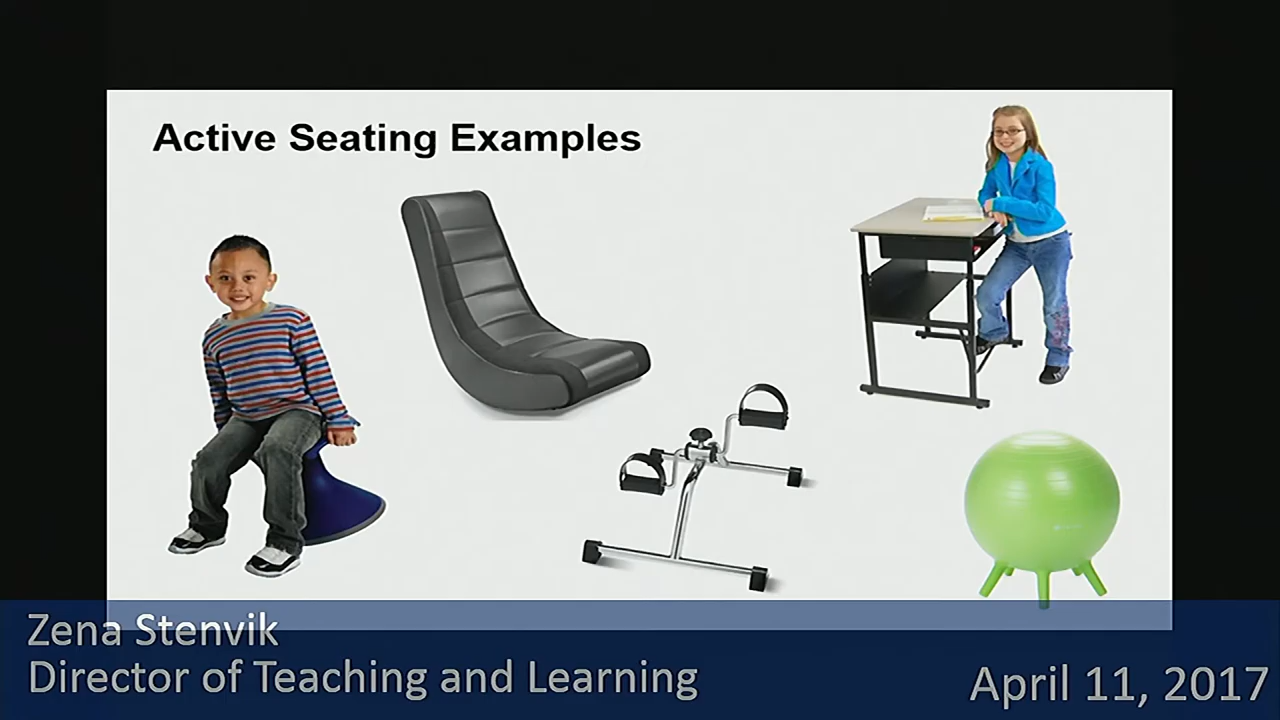 Active Seating Examples
Zena Stenvik
Director of Teaching and Learning
April 11, 2017